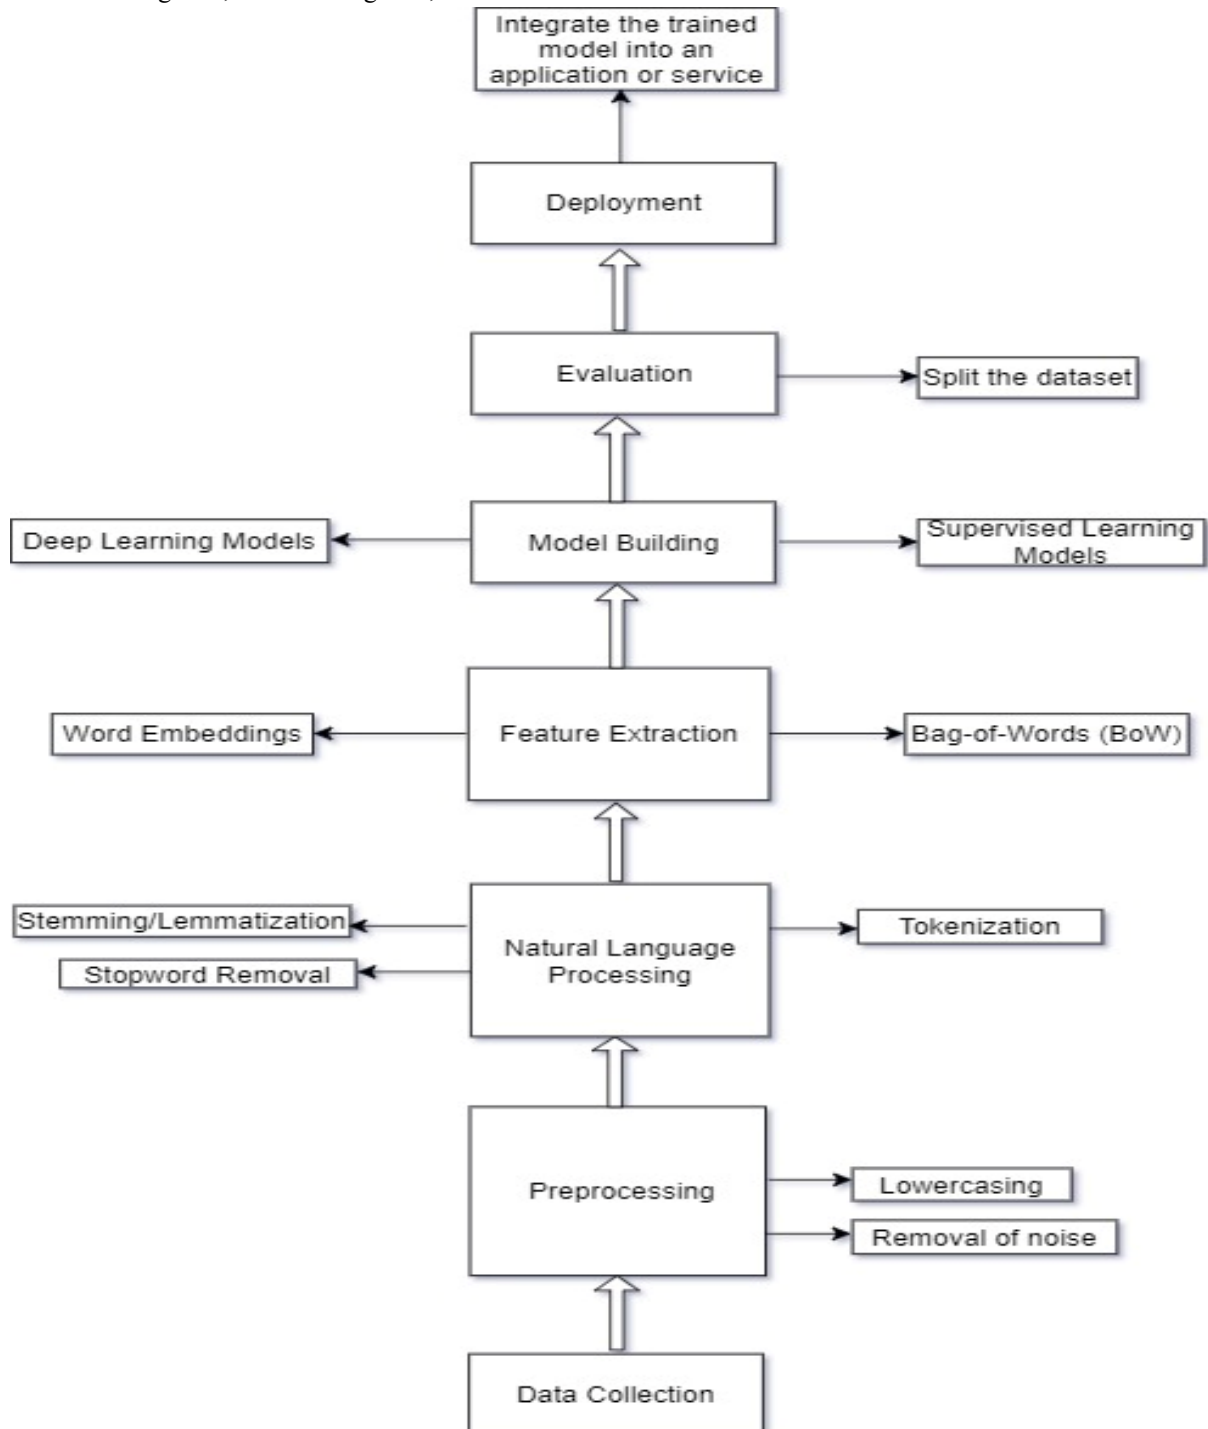 Integrate the trained
model into an
application or service
Deployment
Evaluation
Split the dataset
Deep Learning Models
Model Building
Supervised Learning
Models
Word Embeddings
Feature Extraction
Bag-of-Words (BoW)
Stemming/Lemmatization
Stopword Removal
Natural Language
Processing
Tokenization
Preprocessing
Lowercasing
Removal of noise
Data Collection